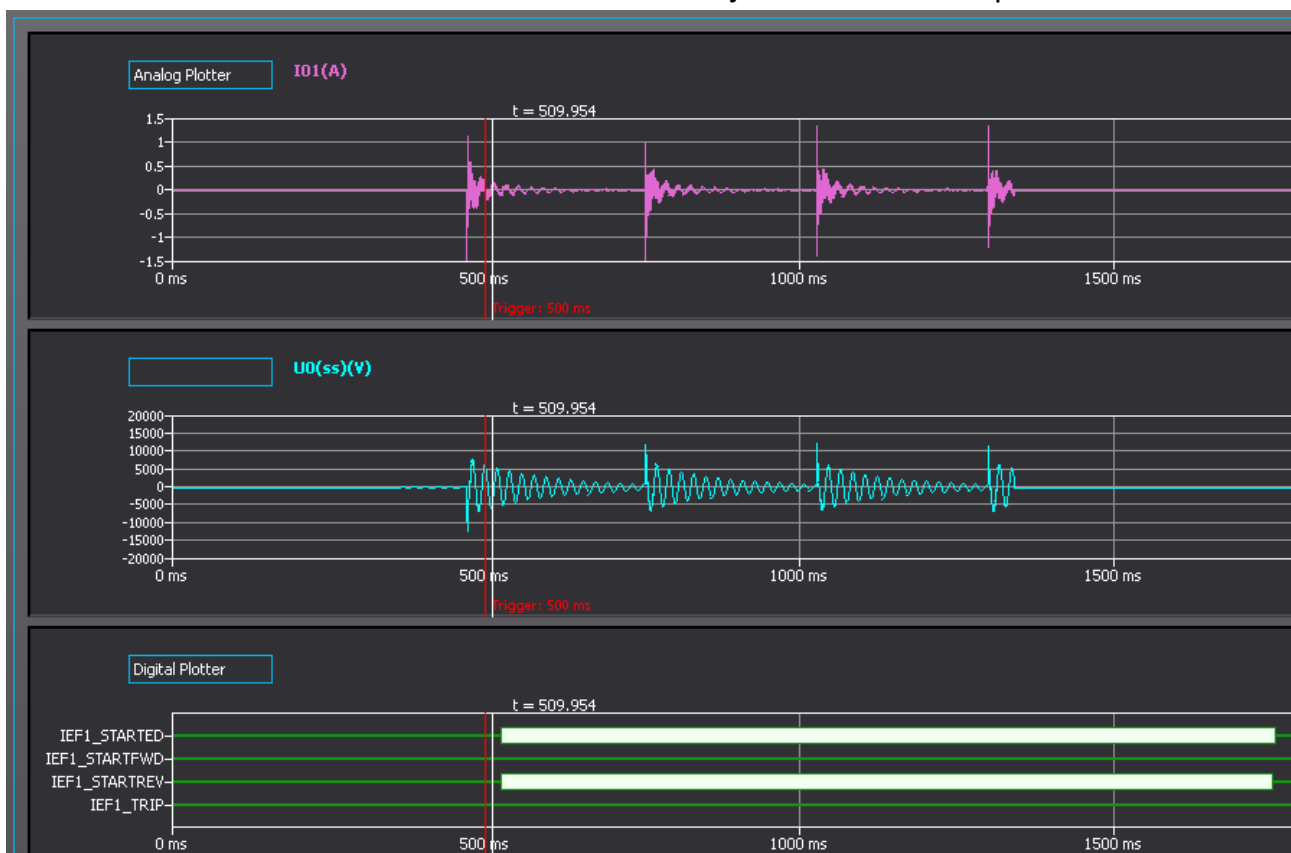 Analog Plotter I01(A)
t = 509.954
1.5
1
0.5
0
-0.5
-1
-1.5
0 ms 500 ms 1000 ms 1500 ms
Trigger: 500 ms
U0(ss)(V)
t = 509.954
20000
15000
10000
5000
0
-5000
-10000
-15000
-20000
0 ms 500 ms 1000 ms 1500 ms
Trigger: 500 ms
Digital Plotter
t = 509.954
IEF1_STARTED
IEF1_STARTFWD
IEF1_STARTREV
IEF1_TRIP
0 ms 500 ms 1000 ms 1500 ms